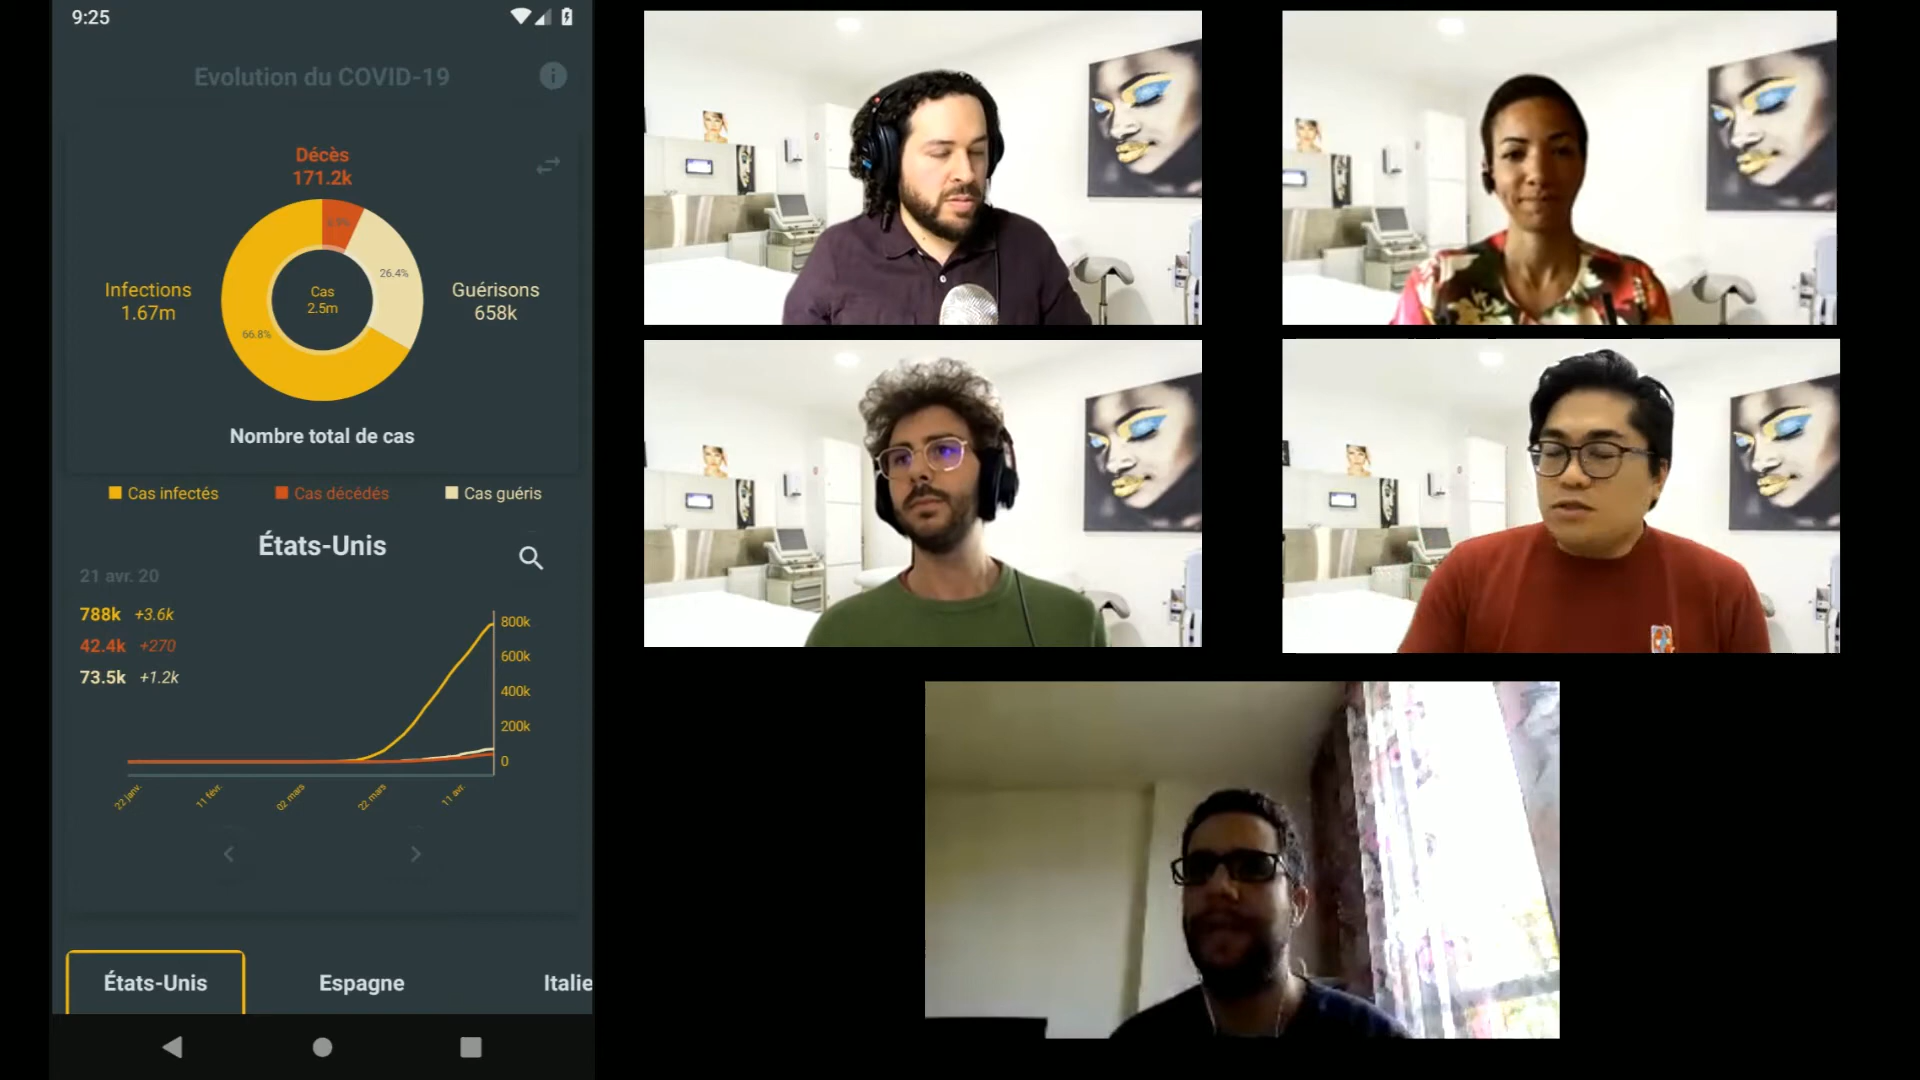 9:25
Evolution du COVID-19
Décès
171.2k
Infections
1.67m
Guérisons
658k
26.4%
Cas
2.5m
66.8%
Nombre total de cas
Cas infectés
Cas décédés
Cas guéris
États-Unis
21 avr. 20
788k +3.6k
42.4k +270
73.5k +1.2k
800k
600k
400k
200k
0
22 janv.
11 févr.
02 mars
22 mars
11 avr.
États-Unis
Espagne
Italie